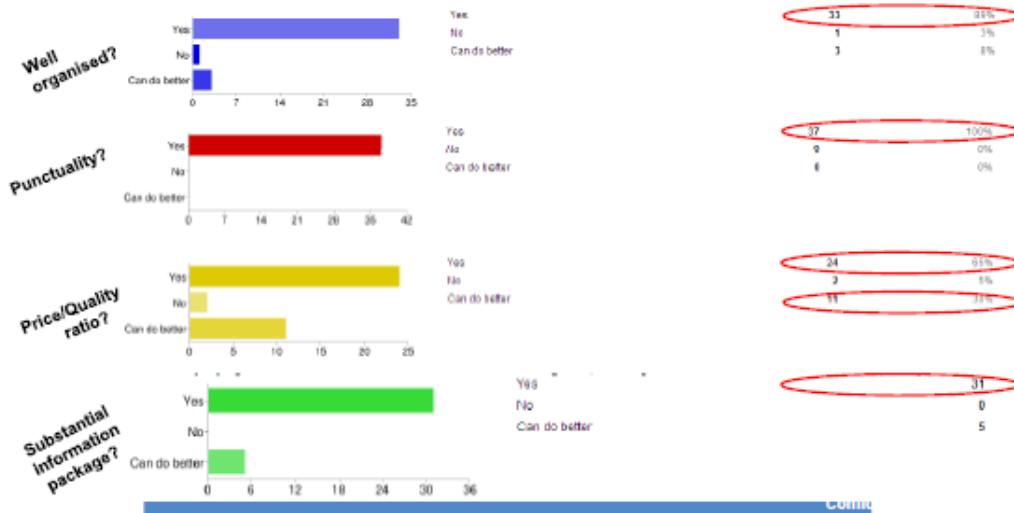 Well organised?
Yes
No
Can do better
0 7 14 21 28 35
Yes 33 89%
No 1 3%
Can do better 3 8%
Punctuality?
Yes
No
Can do better
0 7 14 21 28 35 42
Yes 37 100%
No 0%
Can do better 0%
Price/Quality ratio?
Yes
No
Can do better
0 5 10 15 20 25
Yes 24 65%
No 5%
Can do better 11
Substantial information package?
Yes
No
Can do better
0 6 12 18 24 30 36
Yes 31
No 0
Can do better 5